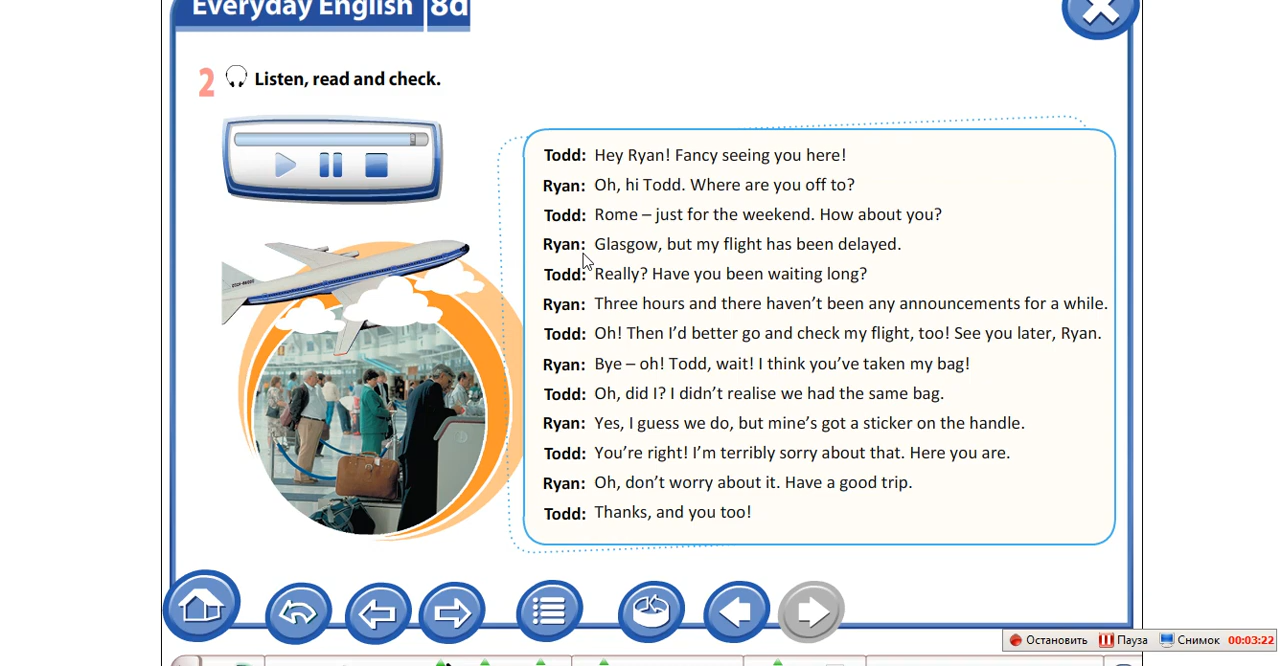 Everyday English 8d
2 Listen, read and check.
Todd: Hey Ryan! Fancy seeing you here!
Ryan: Oh, hi Todd. Where are you off to?
Todd: Rome – just for the weekend. How about you?
Ryan: Glasgow, but my flight has been delayed.
Todd: Really? Have you been waiting long?
Ryan: Three hours and there haven't been any announcements for a while.
Todd: Oh! Then I'd better go and check my flight, too! See you later, Ryan.
Ryan: Bye – oh! Todd, wait! I think you've taken my bag!
Todd: Oh, did I? I didn't realise we had the same bag.
Ryan: Yes, I guess we do, but mine's got a sticker on the handle.
Todd: You're right! I'm terribly sorry about that. Here you are.
Ryan: Oh, don't worry about it. Have a good trip.
Todd: Thanks, and you too!
Остановить Пауза Снимок 00:03:22